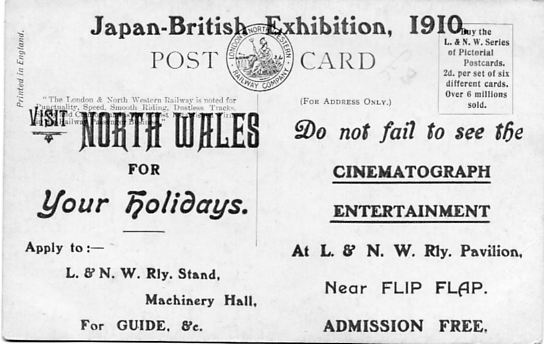 Japan-British Exhibition, 1910.
Printed in England.
POST CARD
LONDON & NORTH WESTERN
RAILWAY COMPANY
Buy the
L. & N. W. Series
of Pictorial
Postcards.
2d. per set of six
different cards.
Over 6 millions
sold.
"The London & North Western Railway is noted for
Punctuality, Speed, Smooth Riding, Dustless Tracks,
(FOR ADDRESS ONLY.)
VISIT NORTH WALES
FOR
Your Holidays.
Apply to :—
L. & N. W. Rly. Stand,
Machinery Hall,
For GUIDE, &c.
Do not fail to see the
CINEMATOGRAPH
ENTERTAINMENT
At L. & N. W. Rly. Pavilion,
Near FLIP FLAP.
ADMISSION FREE.